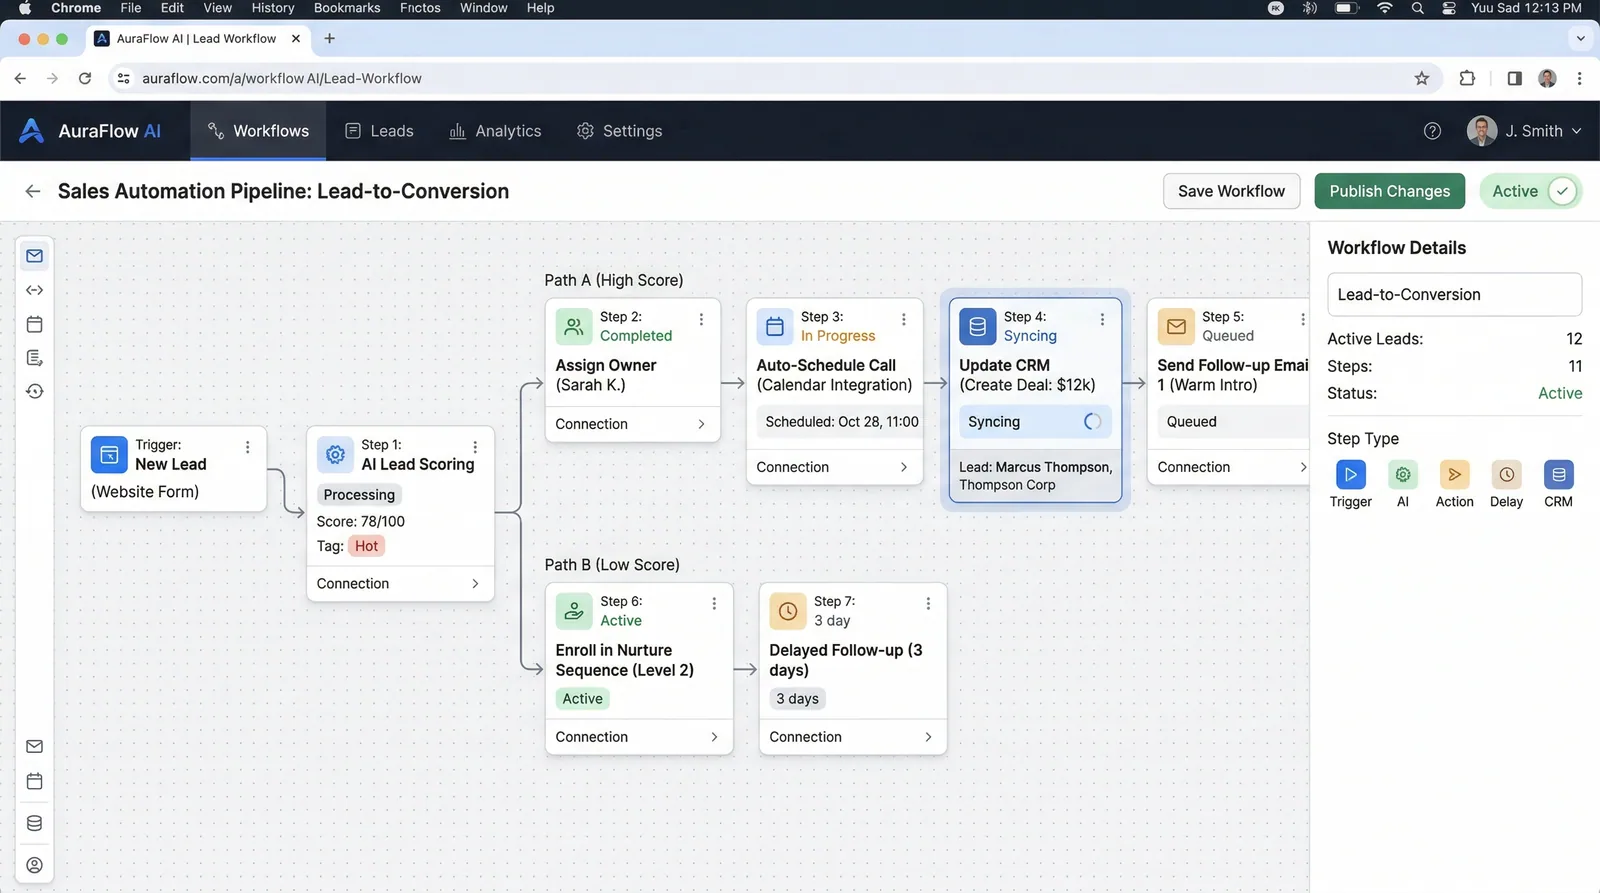 Chrome File Edit View History Bookmarks Fnctos Window Help Yuu Sad 12:13 PM
AuraFlow AI | Lead Workflow
auraflow.com/a/workflow AI/Lead-Workflow
AuraFlow AI Workflows Leads Analytics Settings J. Smith
Sales Automation Pipeline: Lead-to-Conversion Save Workflow Publish Changes Active
Trigger:
New Lead
(Website Form)
Step 1:
AI Lead Scoring
Processing
Score: 78/100
Tag: Hot
Connection
Path A (High Score)
Step 2:
Completed
Assign Owner
(Sarah K.)
Connection
Step 3:
In Progress
Auto-Schedule Call
(Calendar Integration)
Scheduled: Oct 28, 11:00
Connection
Step 4:
Syncing
Update CRM
(Create Deal: $12k)
Syncing
Lead: Marcus Thompson,
Thompson Corp
Step 5:
Queued
Send Follow-up Emai
1 (Warm Intro)
Queued
Connection
Path B (Low Score)
Step 6:
Active
Enroll in Nurture
Sequence (Level 2)
Active
Connection
Step 7:
3 day
Delayed Follow-up (3
days)
3 days
Connection
Workflow Details
Lead-to-Conversion
Active Leads: 12
Steps: 11
Status: Active
Step Type
Trigger AI Action Delay CRM